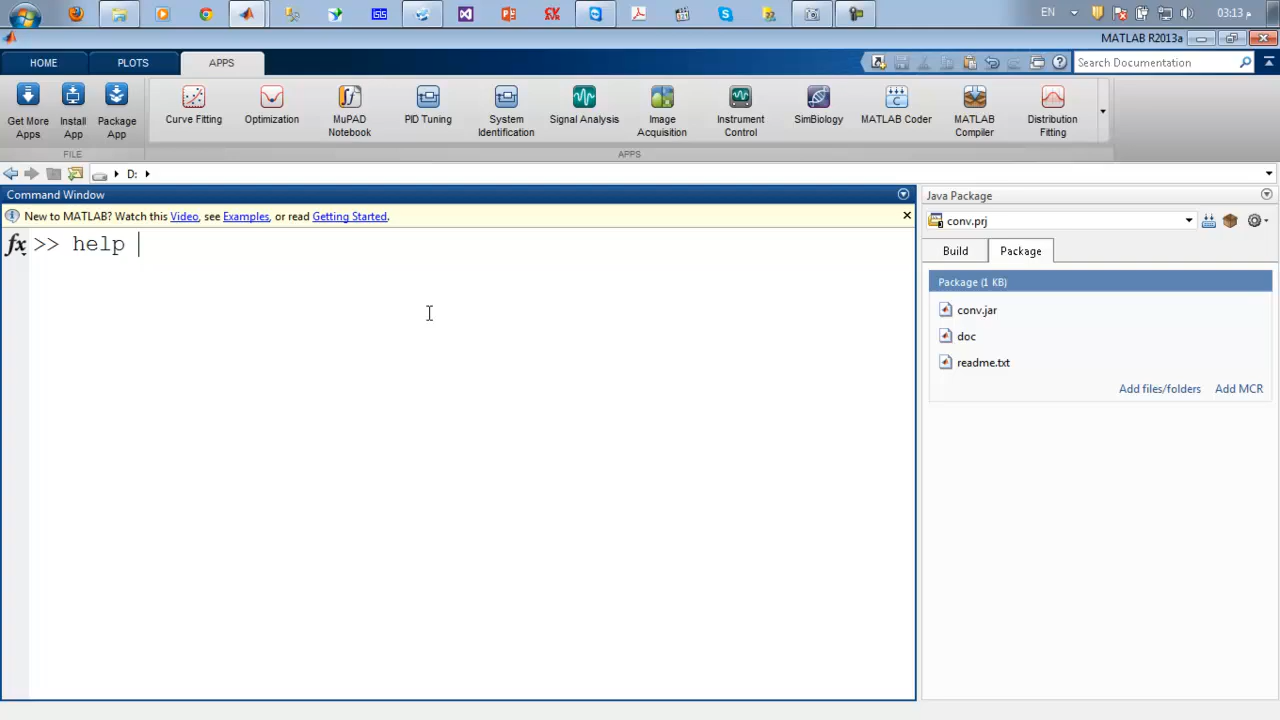 EN
03:13 م
MATLAB R2013a
HOME PLOTS APPS
Search Documentation
Get More Apps
Install App
Package App
Curve Fitting
Optimization
MuPAD Notebook
PID Tuning
System Identification
Signal Analysis
Image Acquisition
Instrument Control
SimBiology
MATLAB Coder
MATLAB Compiler
Distribution Fitting
FILE
APPS
D:
Command Window
New to MATLAB? Watch this Video, see Examples, or read Getting Started.
fx >> help
Java Package
conv.prj
Build Package
Package (1 KB)
conv.jar
doc
readme.txt
Add files/folders Add MCR